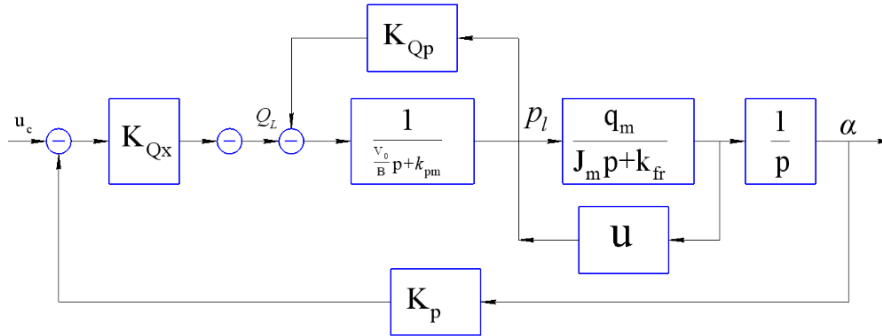 K_Qp
u_c
−
K_Qx
−
Q_L
−
1
V_0
B
p+k_pm
p_l
q_m
J_m p+k_fr
1
p
α
u
K_p